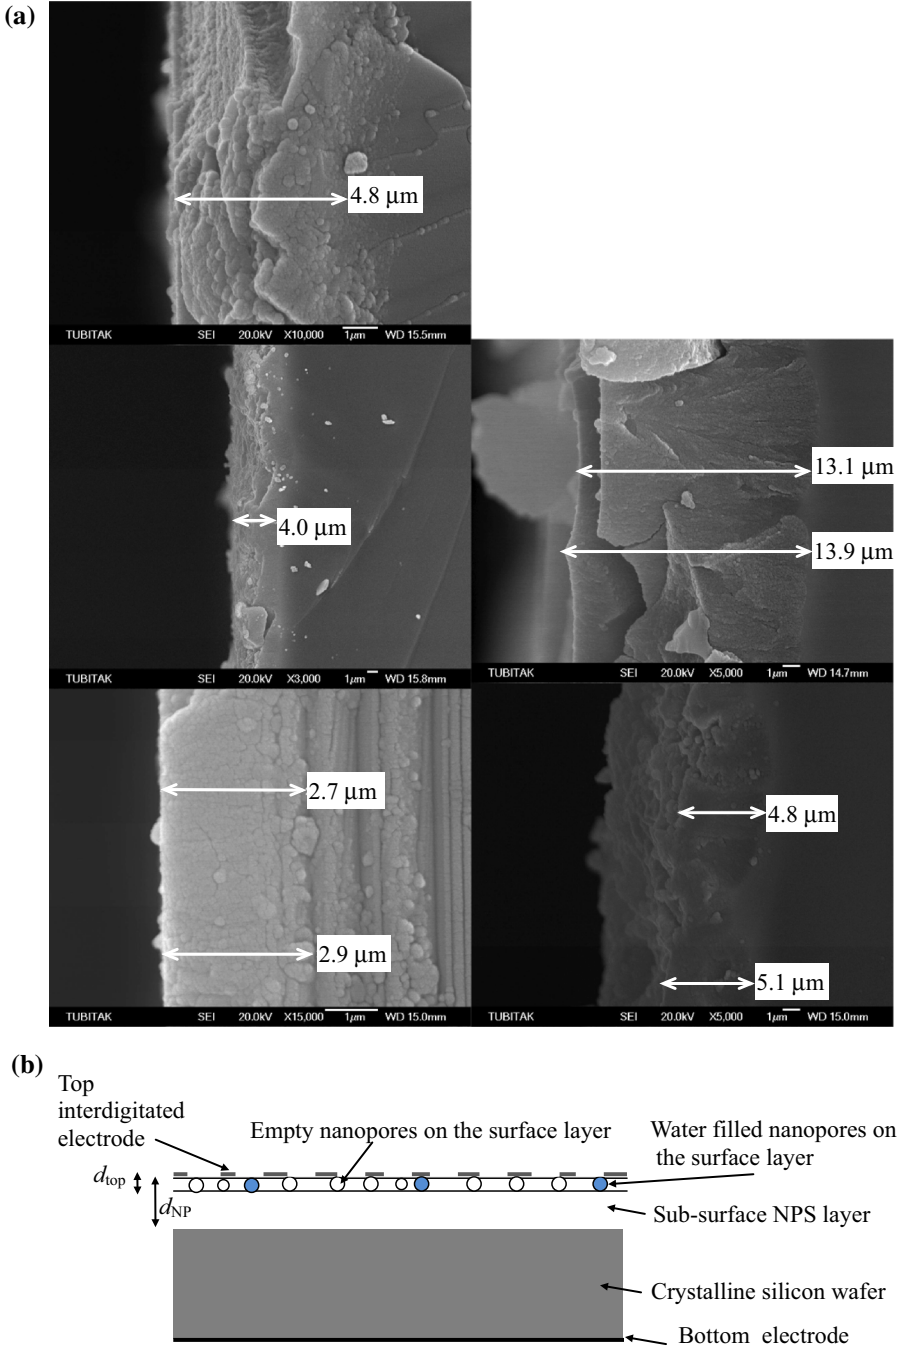 (a)
4.8 μm
TUBITAK SEI 20.0kV X10,000 1μm WD 15.5mm
4.0 μm
TUBITAK SEI 20.0kV X3,000 1μm WD 15.8mm
13.1 μm
13.9 μm
TUBITAK SEI 20.0kV X5,000 1μm WD 14.7mm
2.7 μm
2.9 μm
TUBITAK SEI 20.0kV X15,000 1μm WD 15.0mm
4.8 μm
5.1 μm
TUBITAK SEI 20.0kV X5,000 1μm WD 15.0mm
(b)
Top
interdigitated
electrode
Empty nanopores on the surface layer
Water filled nanopores on
the surface layer
dtop
dNP
Sub-surface NPS layer
Crystalline silicon wafer
Bottom electrode